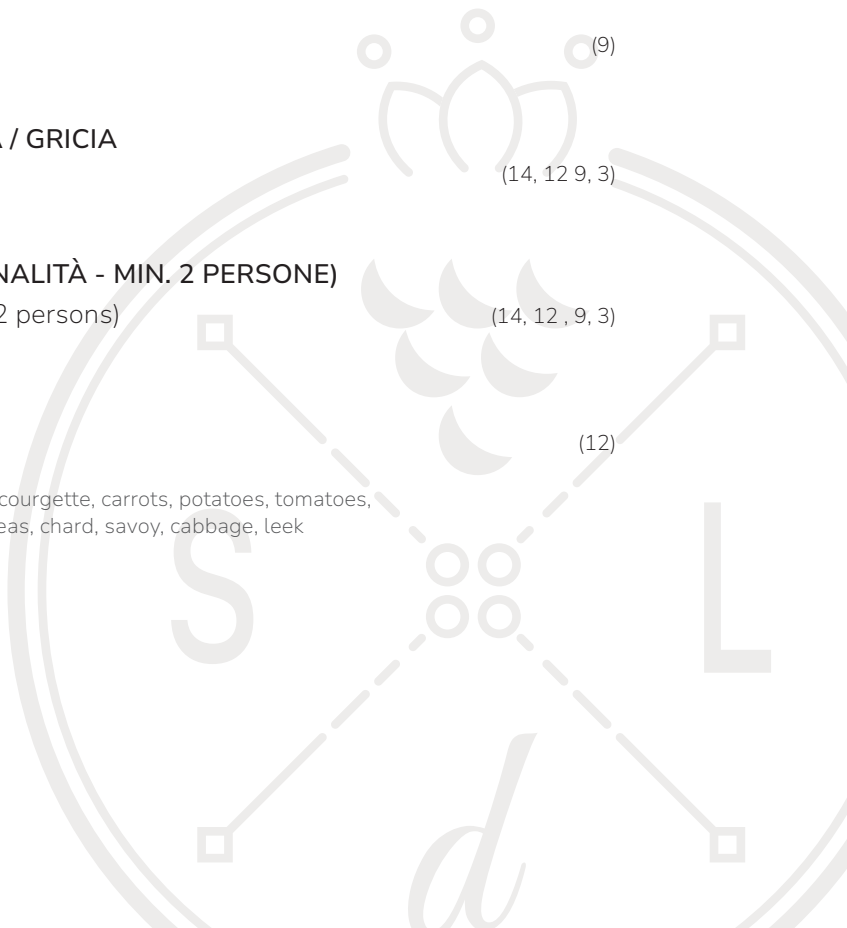 (9)
/ GRICIA
(14, 12 9, 3)
NALITÀ - MIN. 2 PERSONE)
2 persons)
(14, 12 , 9, 3)
(12)
courgette, carrots, potatoes, tomatoes,
eas, chard, savoy, cabbage, leek
S
L
d